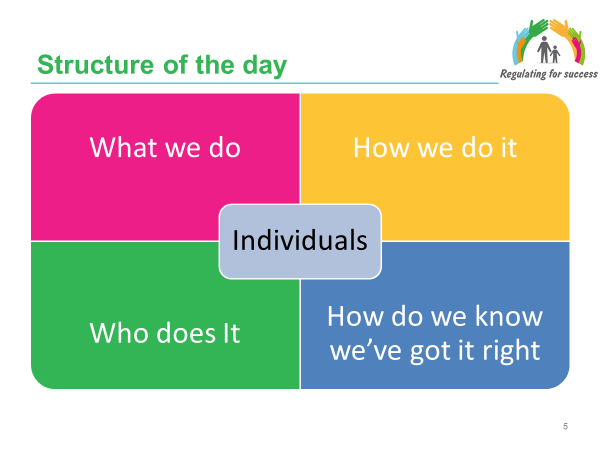 Structure of the day
Regulating for success
What we do
How we do it
Individuals
Who does It
How do we know
we've got it right
5